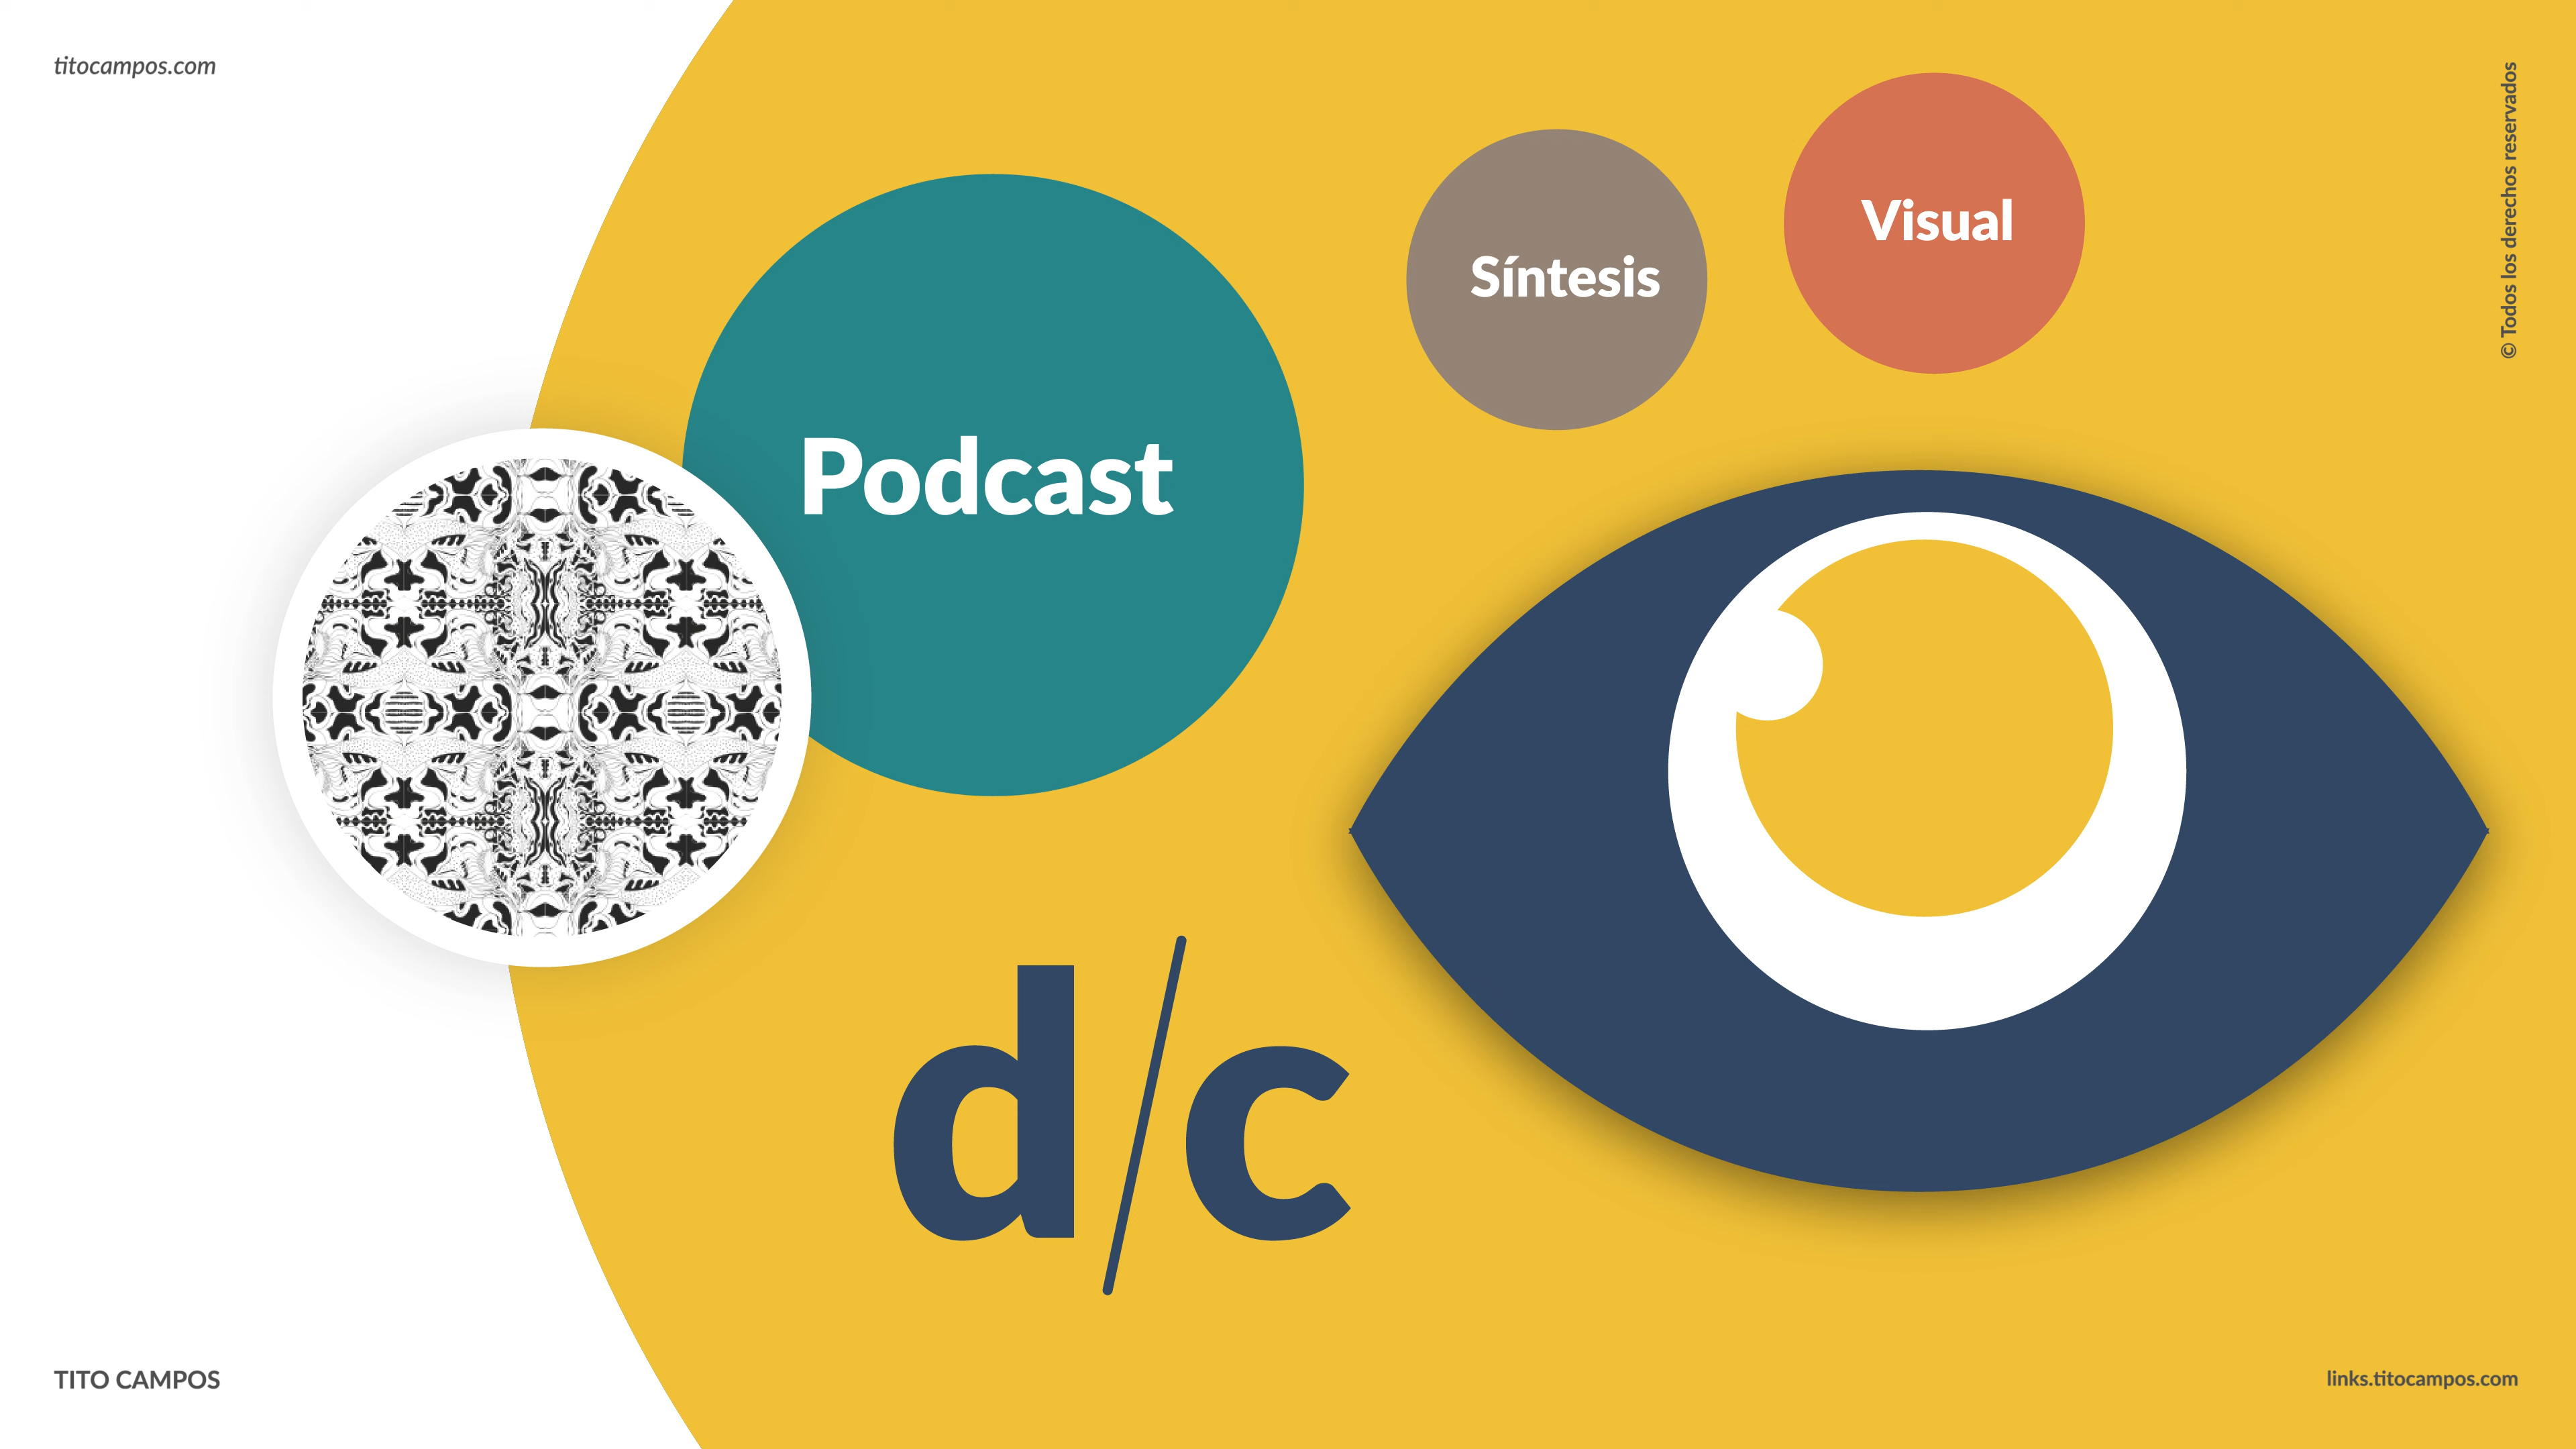 titocampos.com
© Todos los derechos reservados
Visual
Síntesis
Podcast
d/c
TITO CAMPOS
links.titocampos.com